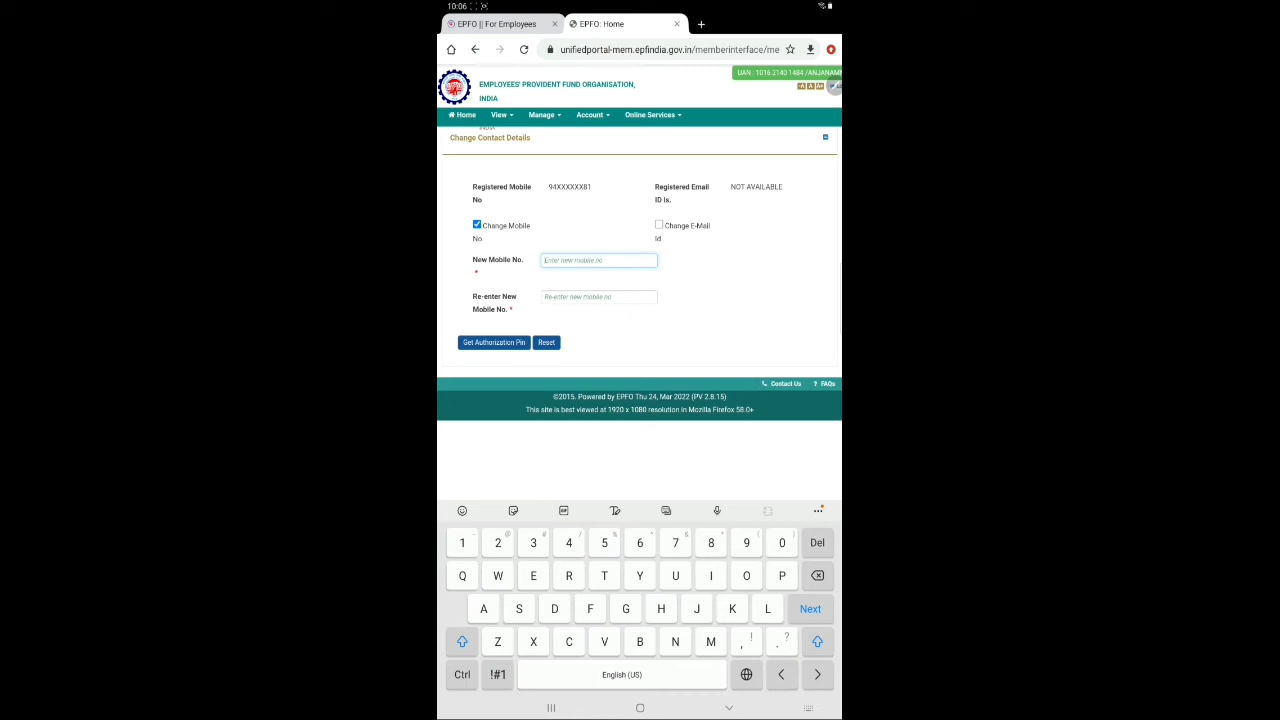 10:06
EPFO || For Employees
EPFO: Home
unifiedportal-mem.epfindia.gov.in/memberinterface/me
UAN : 1016 2140 1484 /ANJANAMM
EMPLOYEES' PROVIDENT FUND ORGANISATION,
INDIA
Home View Manage Account Online Services
INDIA
Change Contact Details
Registered Mobile No 94XXXXXX81 Registered Email ID Is. NOT AVAILABLE
Change Mobile No. Change E-Mail Id
New Mobile No. * Enter new mobile no
Re-enter New Mobile No. * Re-enter new mobile no
Get Authorization Pin Reset
Contact Us ? FAQs
©2015. Powered by EPFO Thu 24, Mar 2022 (PV 2.8.15)
This site is best viewed at 1920 x 1080 resolution in Mozilla Firefox 58.0+
GIF
1 2 @ 3 # 4 / 5 % 6 7 & 8 * 9 ( 0 ) Del
Q W E R T Y U I O P
A S D F G H J K L Next
Z X C V B N M , ! . ?
Ctrl !#1 English (US)